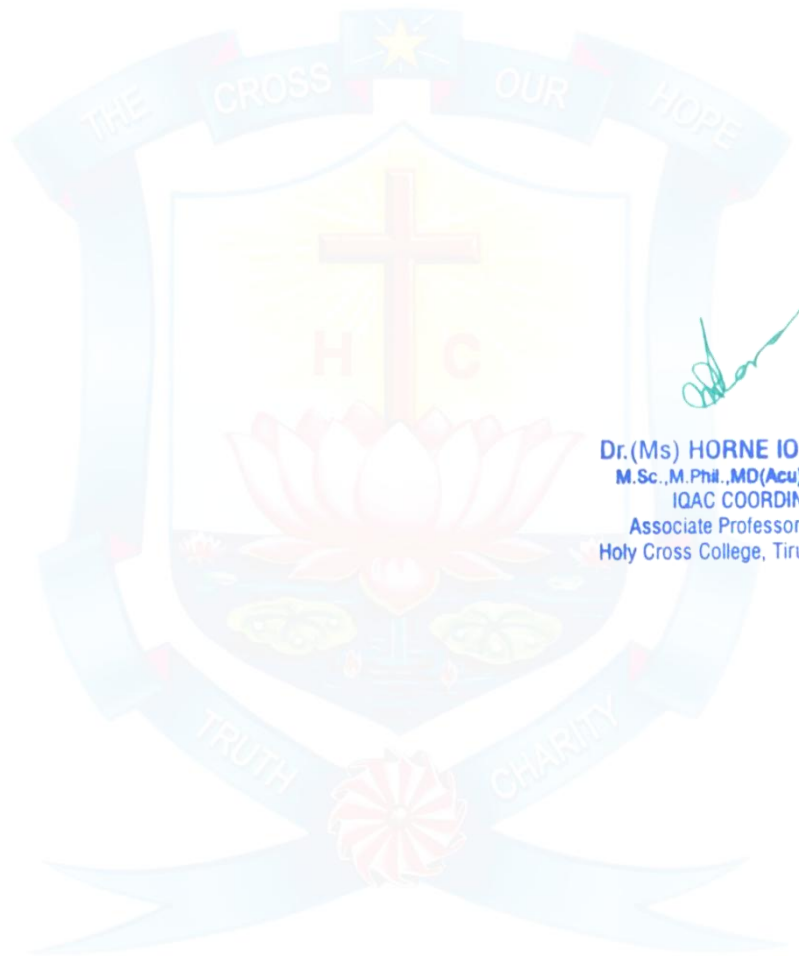 THE CROSS OUR HOPE
H C
Dr.(Ms) HORNE IO
M.Sc.,M.Phil.,MD(Acu)
IQAC COORDIN
Associate Professor
Holy Cross College, Tiru
TRUTH CHARITY